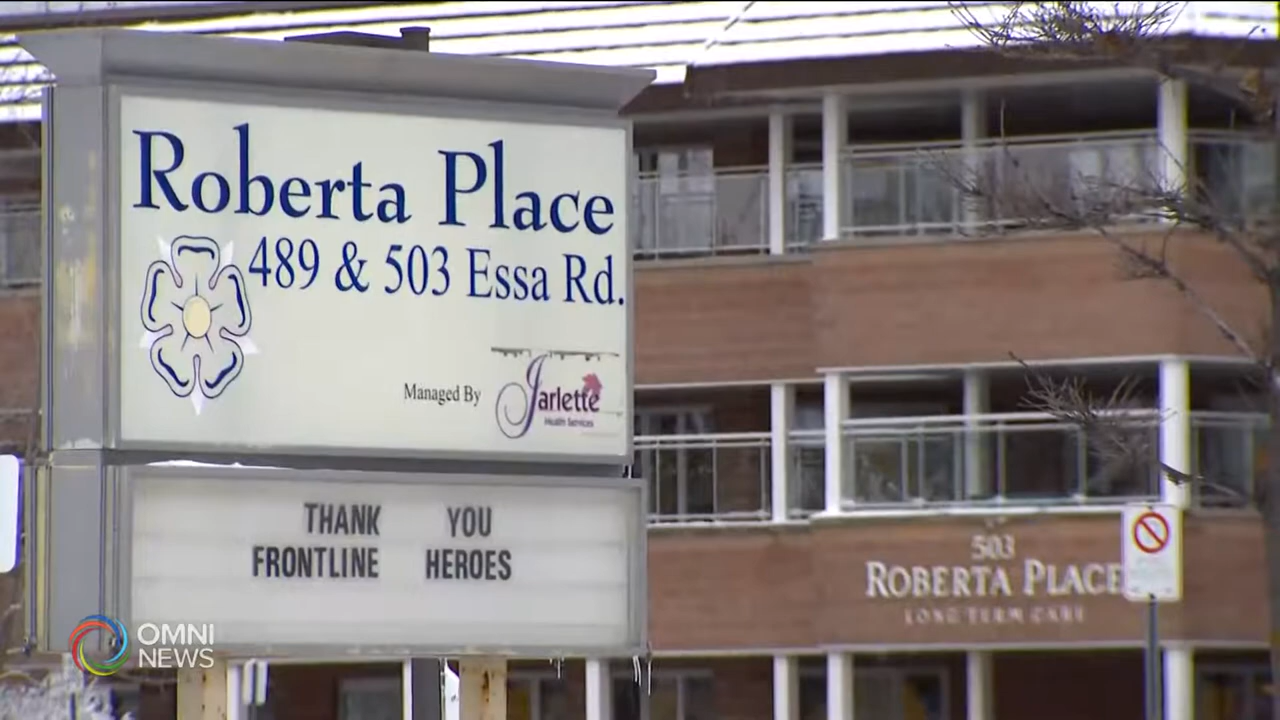 Roberta Place
489 & 503 Essa Rd.
Managed By
Jarlette
Health Services
THANK YOU
FRONTLINE HEROES
503
ROBERTA PLACE
LONG TERM CARE
OMNI
NEWS